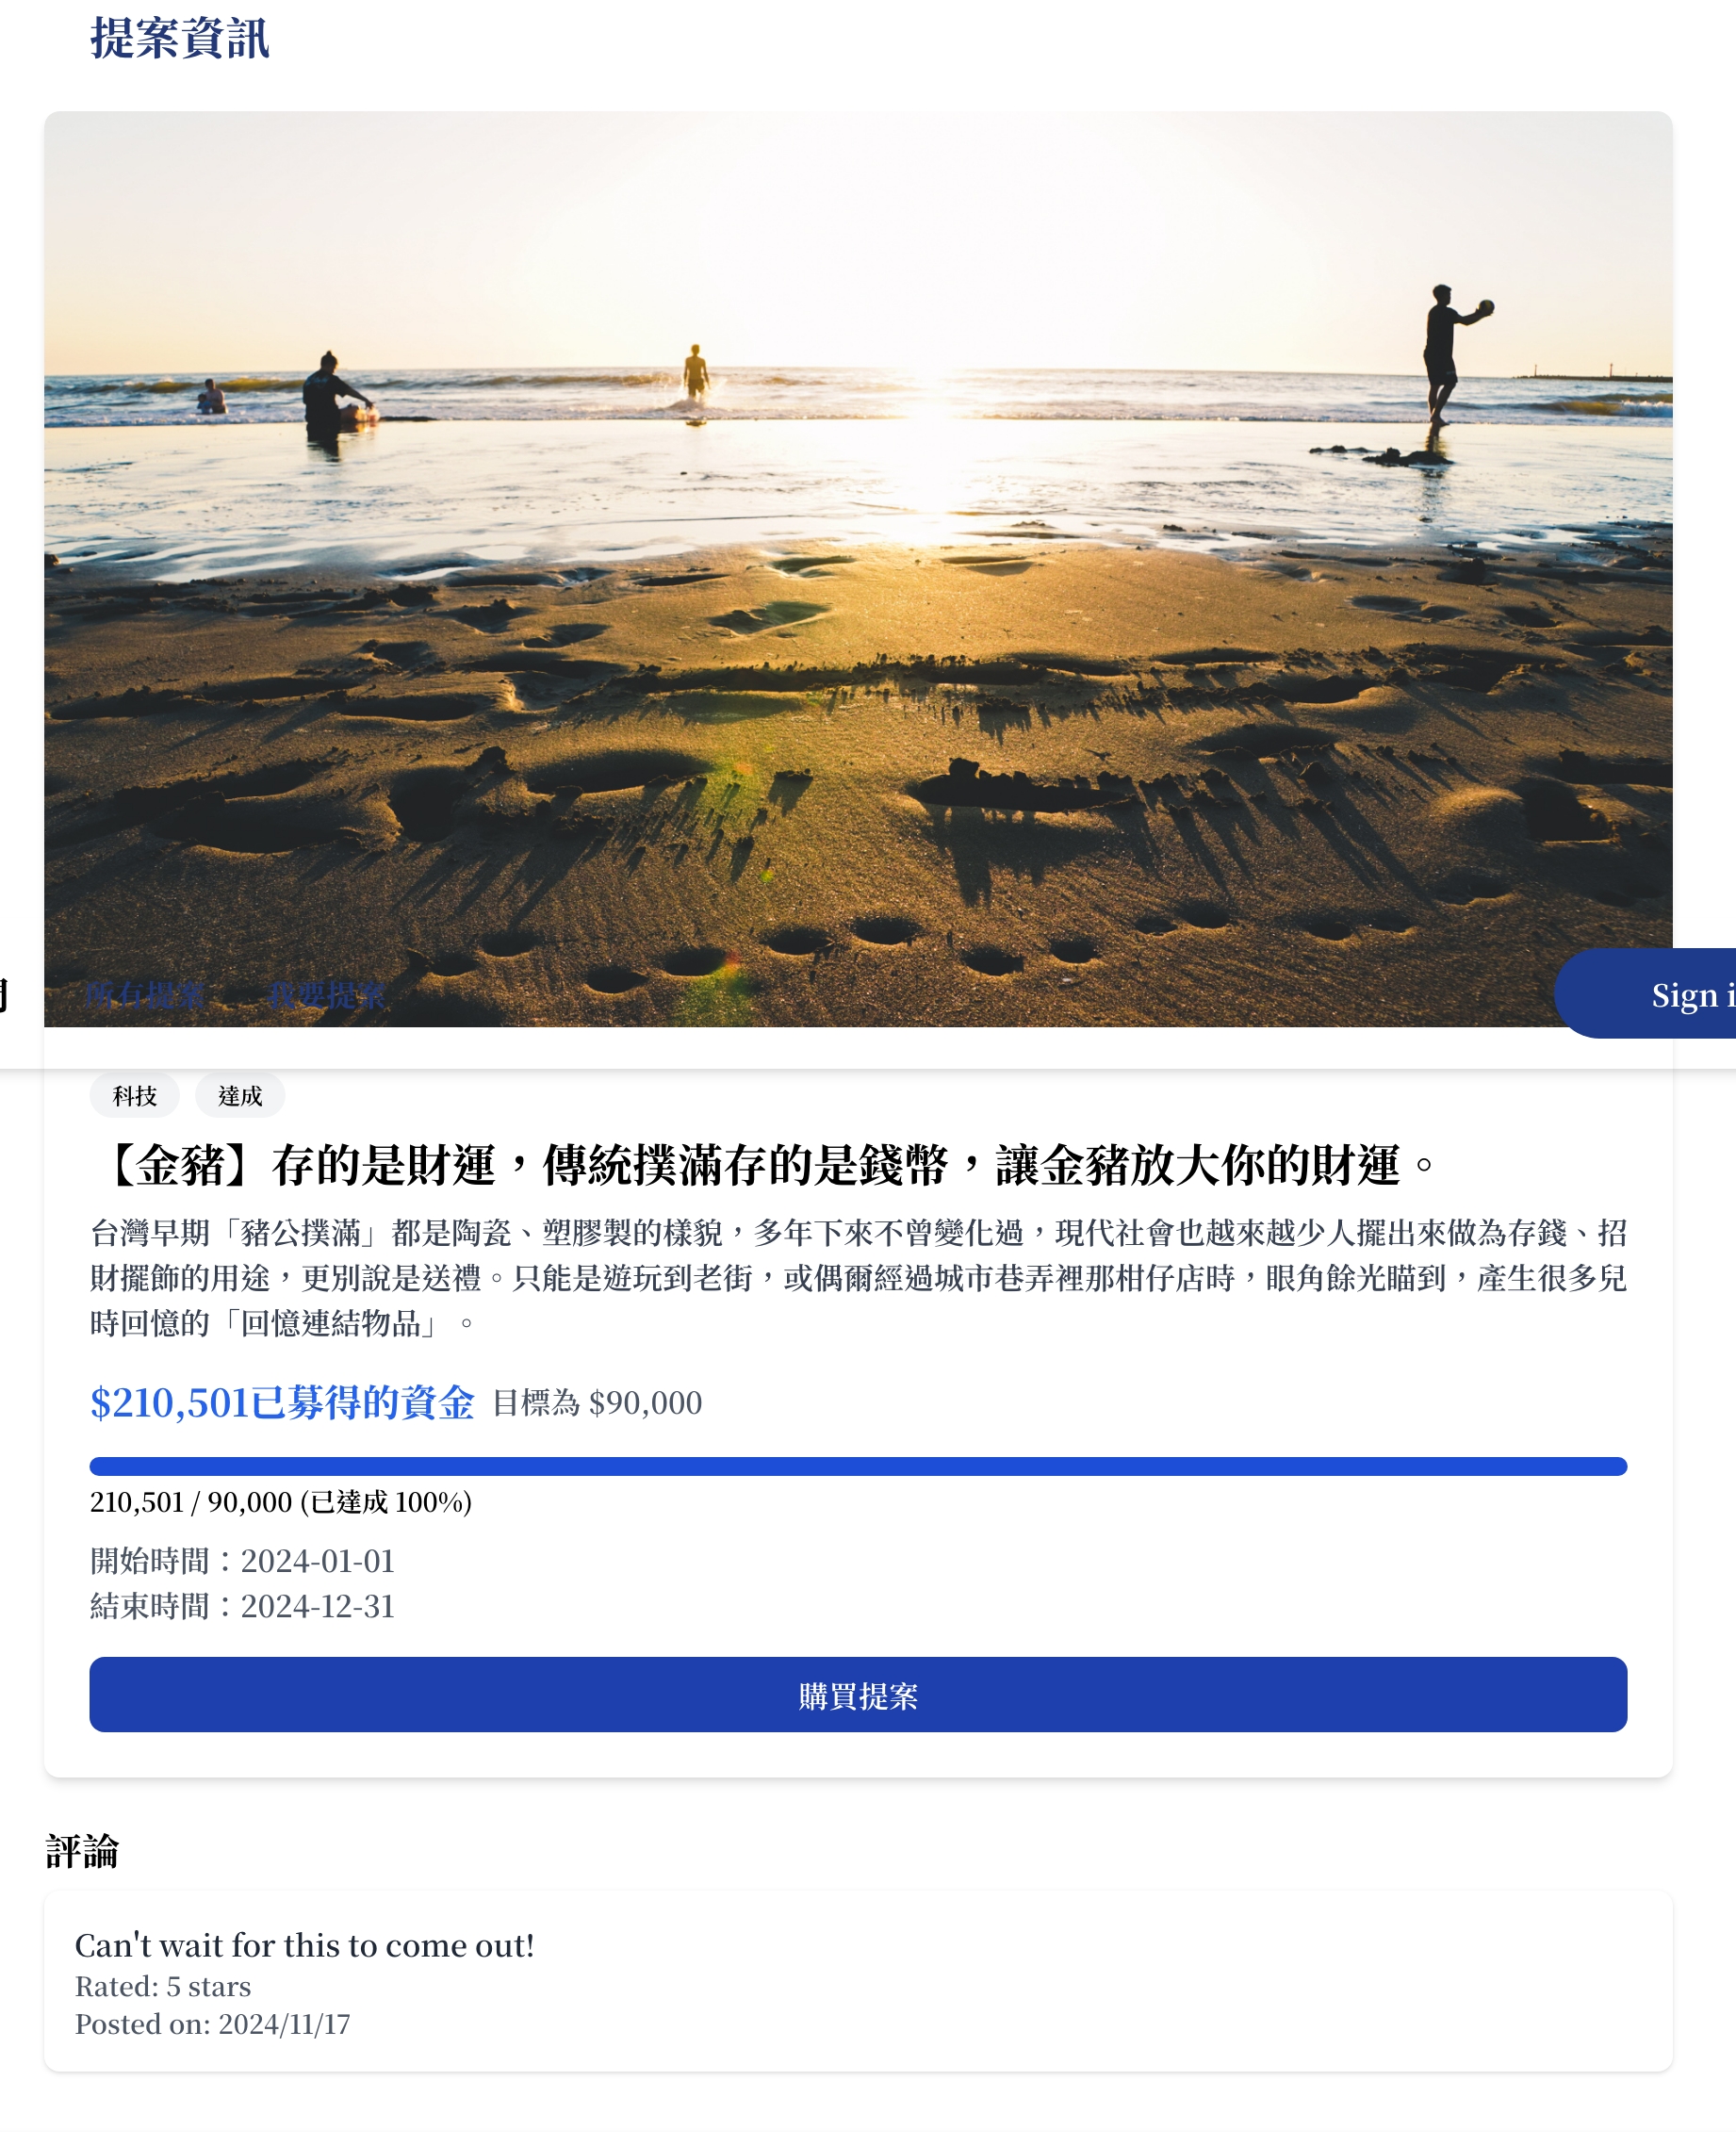 提案資訊
所有提案 我要提案
Sign i
科技 達成
【金豬】存的是財運，傳統撲滿存的是錢幣，讓金豬放大你的財運。
台灣早期「豬公撲滿」都是陶瓷、塑膠製的樣貌，多年下來不曾變化過，現代社會也越來越少人擺出來做為存錢、招
財擺飾的用途，更別說是送禮。只能是遊玩到老街，或偶爾經過城市巷弄裡那柑仔店時，眼角餘光瞄到，產生很多兒
時回憶的「回憶連結物品」。
$210,501已募得的資金 目標為 $90,000
210,501 / 90,000 (已達成 100%)
開始時間：2024-01-01
結束時間：2024-12-31
購買提案
評論
Can't wait for this to come out!
Rated: 5 stars
Posted on: 2024/11/17